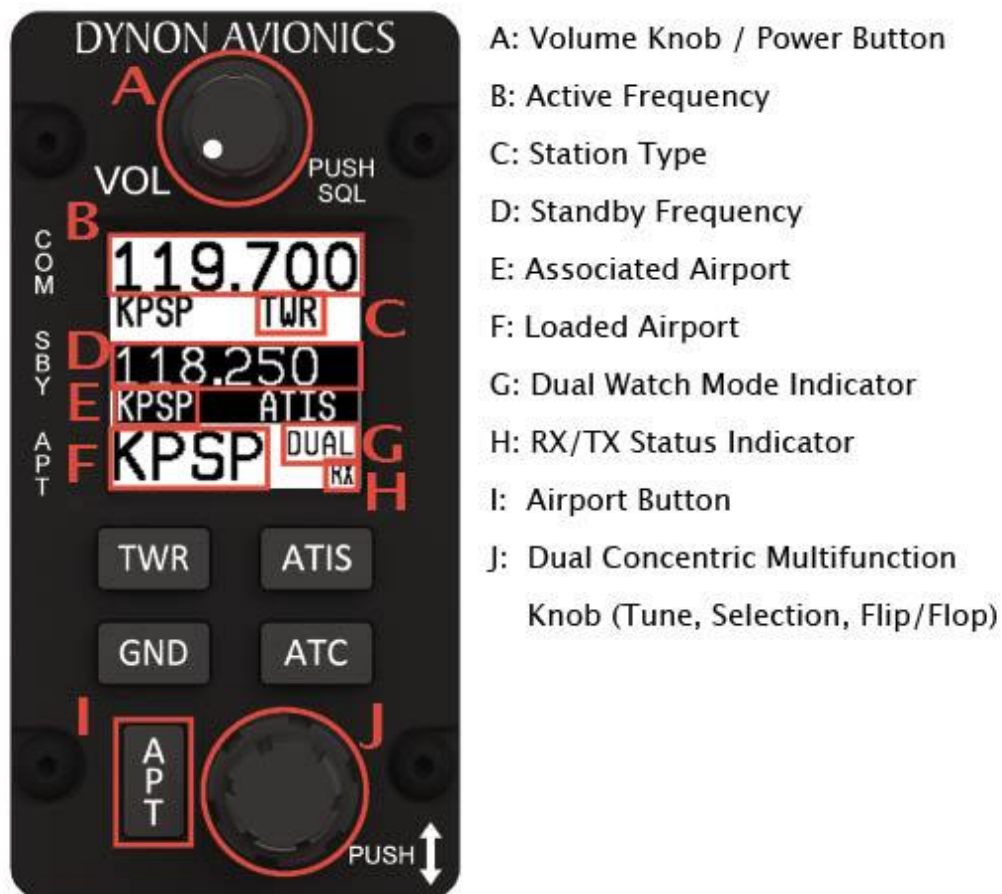 DYNON AVIONICS
A
VOL
PUSH
SQL
B
COM
119.700
KPSP TWR
C
SBY
D
118.250
E
KPSP ATIS
APT
F
KPSP
DUAL
G
RX
H
TWR ATIS
GND ATC
I
J
APT
PUSH
A: Volume Knob / Power Button
B: Active Frequency
C: Station Type
D: Standby Frequency
E: Associated Airport
F: Loaded Airport
G: Dual Watch Mode Indicator
H: RX/TX Status Indicator
I: Airport Button
J: Dual Concentric Multifunction
Knob (Tune, Selection, Flip/Flop)